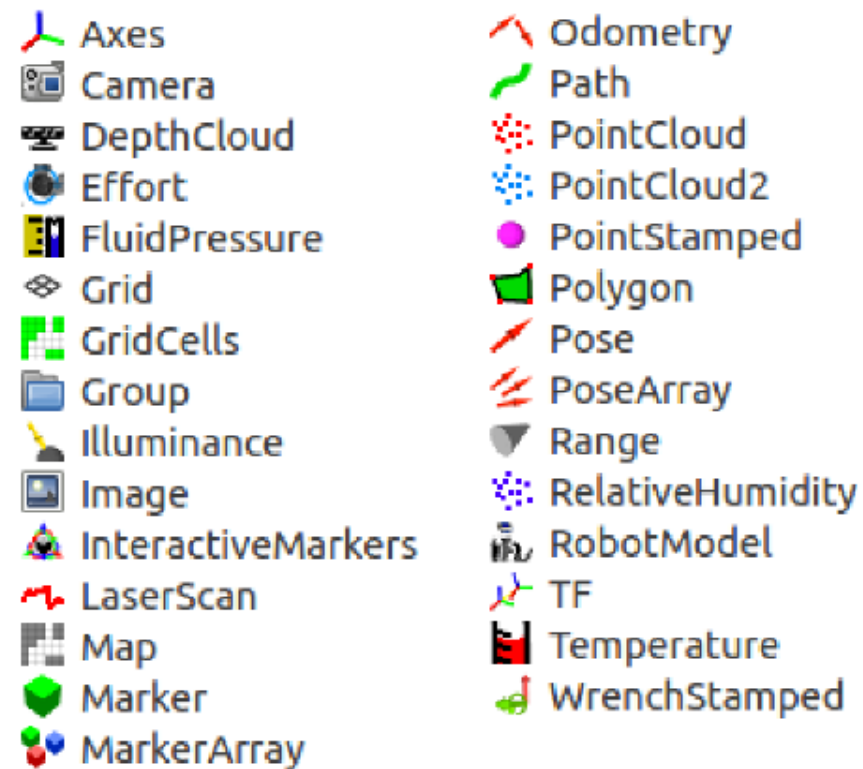 Axes
Camera
DepthCloud
Effort
FluidPressure
Grid
GridCells
Group
Illuminance
Image
InteractiveMarkers
LaserScan
Map
Marker
MarkerArray
Odometry
Path
PointCloud
PointCloud2
PointStamped
Polygon
Pose
PoseArray
Range
RelativeHumidity
RobotModel
TF
Temperature
WrenchStamped